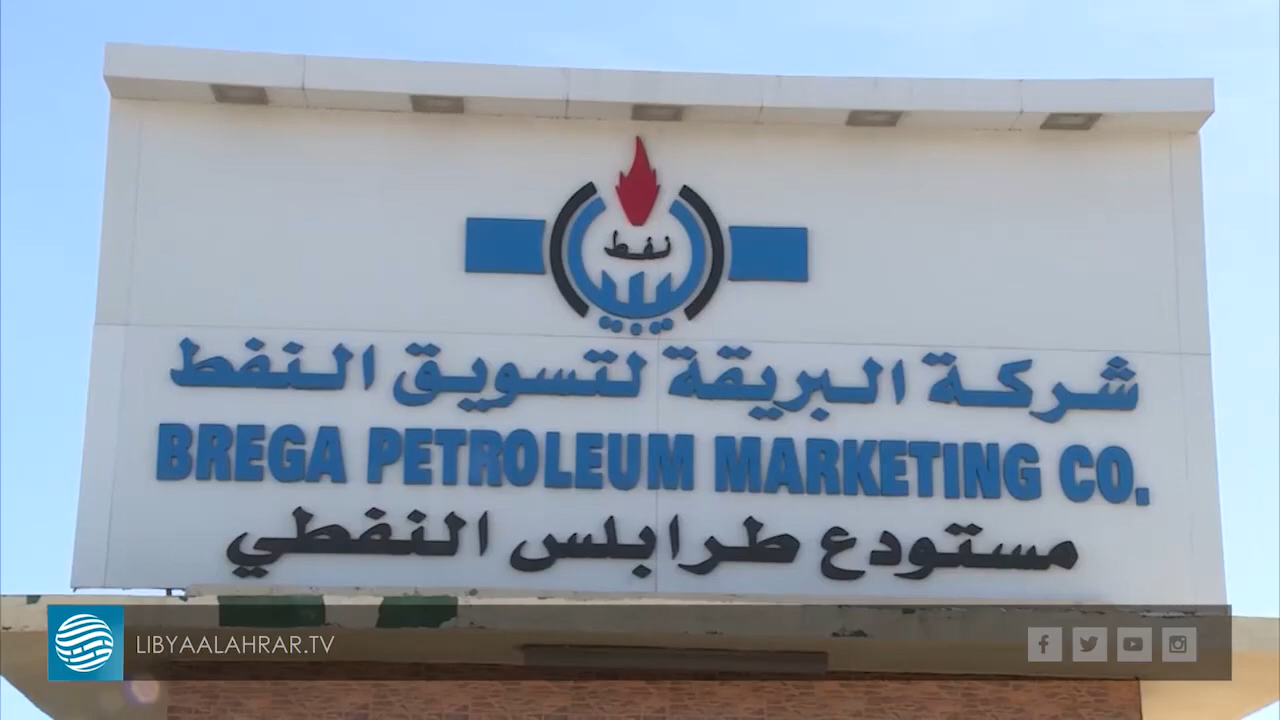 نفط
ليبيا
شركة البريقة لتسويق النفط
BREGA PETROLEUM MARKETING CO.
مستودع طرابلس النفطي
LIBYAALAHRAR.TV